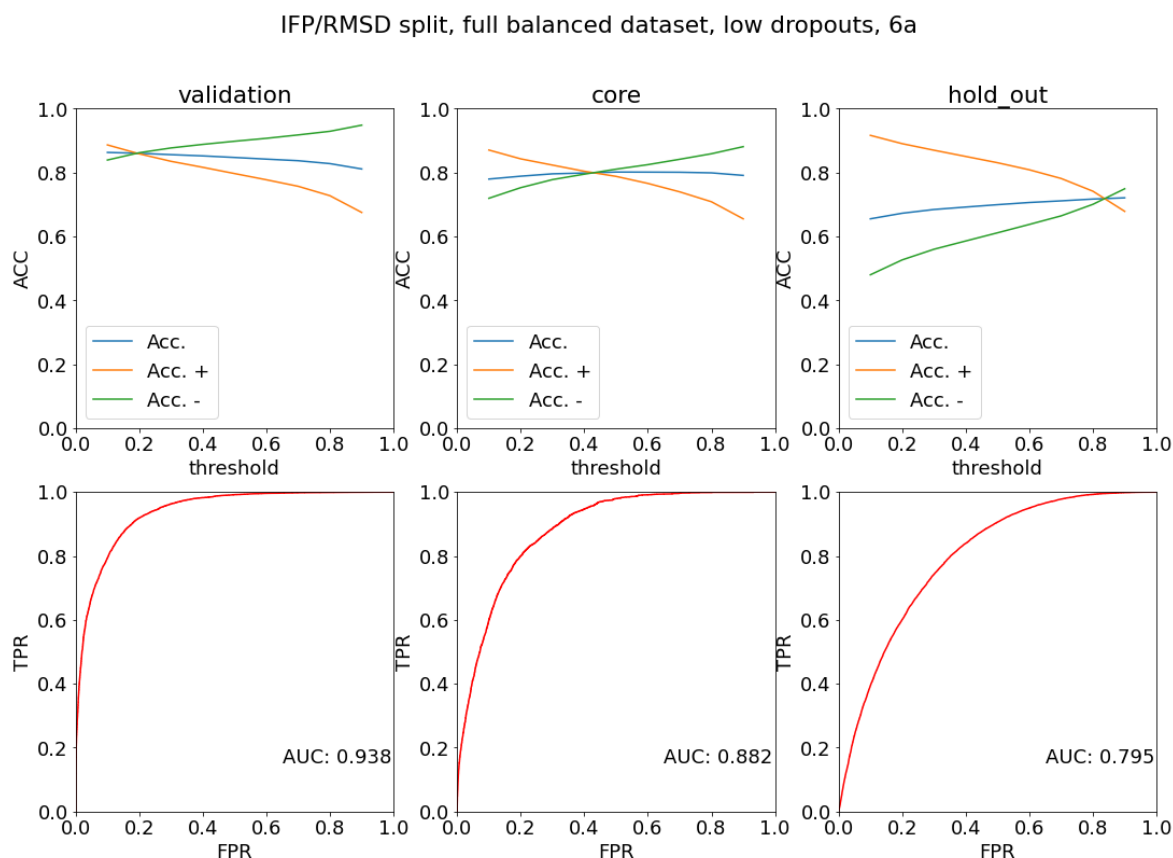 IFP/RMSD split, full balanced dataset, low dropouts, 6a
validation
core
hold_out
1.0
0.8
0.6
0.4
0.2
0.0
ACC
Acc.
Acc. +
Acc. -
0.0 0.2 0.4 0.6 0.8 1.0
threshold
1.0
0.8
0.6
0.4
0.2
0.0
ACC
Acc.
Acc. +
Acc. -
0.0 0.2 0.4 0.6 0.8 1.0
threshold
1.0
0.8
0.6
0.4
0.2
0.0
ACC
Acc.
Acc. +
Acc. -
0.0 0.2 0.4 0.6 0.8 1.0
threshold
1.0
0.8
0.6
0.4
0.2
0.0
TPR
AUC: 0.938
0.0 0.2 0.4 0.6 0.8 1.0
FPR
1.0
0.8
0.6
0.4
0.2
0.0
TPR
AUC: 0.882
0.0 0.2 0.4 0.6 0.8 1.0
FPR
1.0
0.8
0.6
0.4
0.2
0.0
TPR
AUC: 0.795
0.0 0.2 0.4 0.6 0.8 1.0
FPR